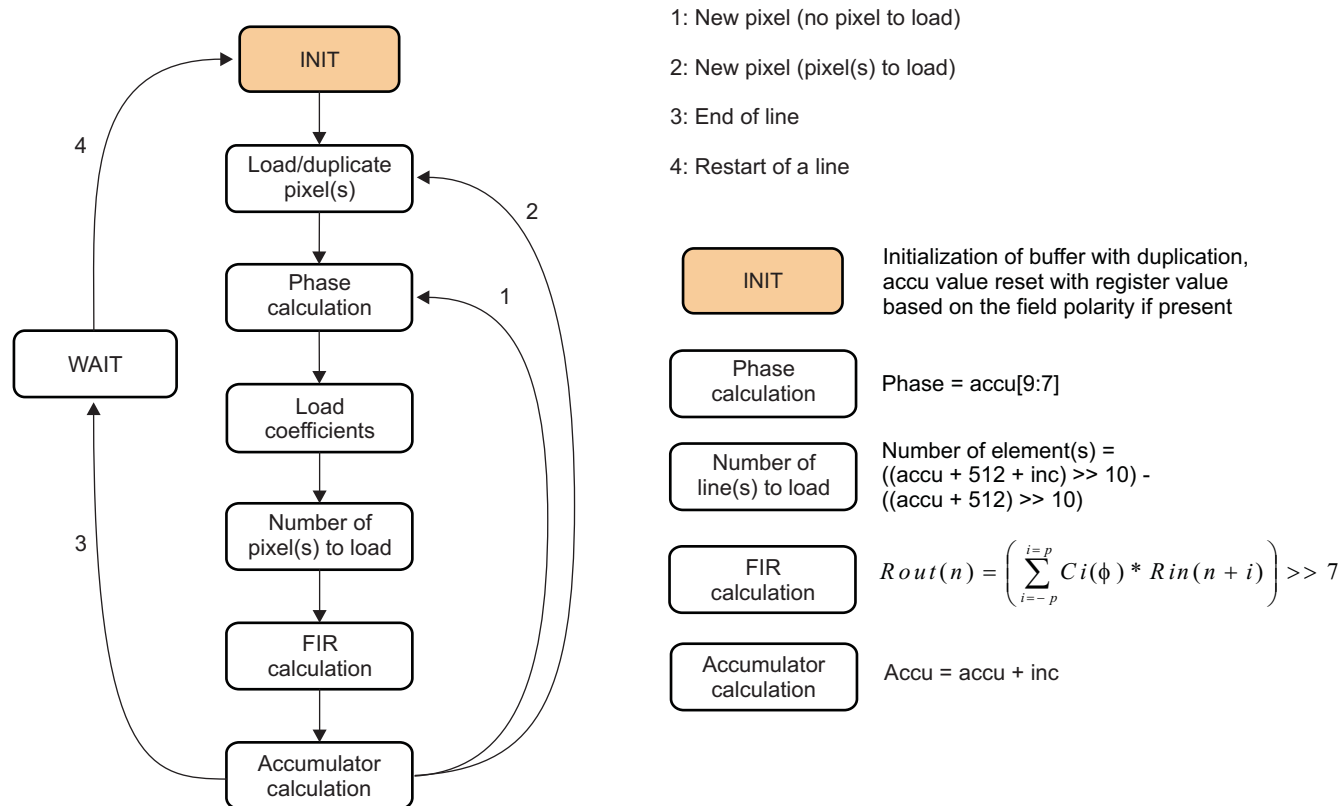 INIT
4
Load/duplicate
pixel(s)
2
Phase
calculation
1
WAIT
Load
coefficients
Number of
pixel(s) to load
3
FIR
calculation
Accumulator
calculation
1: New pixel (no pixel to load)
2: New pixel (pixel(s) to load)
3: End of line
4: Restart of a line
INIT
Initialization of buffer with duplication,
accu value reset with register value
based on the field polarity if present
Phase
calculation
Phase = accu[9:7]
Number of
line(s) to load
Number of element(s) =
((accu + 512 + inc) >> 10) -
((accu + 512) >> 10)
FIR
calculation
Rout(n) = ( ∑ i=-p i=p Ci(ϕ) * Rin(n + i) ) >> 7
Accumulator
calculation
Accu = accu + inc